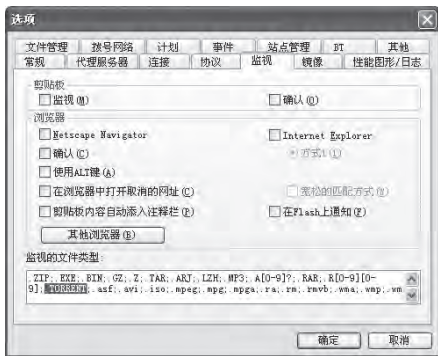 选项
文件管理 拨号网络 计划 事件 站点管理 BT 其他
常规 代理服务器 连接 协议 监视 镜像 性能图形/日志
剪贴板
监视(M) 确认(O)
浏览器
Netscape Navigator Internet Explorer
确认(C) 方式1(1)
使用ALT键(A)
在浏览器中打开取消的网址(C) 宽松的匹配方式
剪贴板内容自动添入注释栏(P) 在Flash上通知(F)
其他浏览器(B)
监视的文件类型:
.ZIP;.EXE;.BIN;.GZ;.Z;.TAR;.ARJ;.LZH;.MP3;.A[0-9]?;.RAR;.R[0-9][0-
9];.TORRENT;.asf;.avi;.iso;.mpeg;.mpg;.mpga;.ra;.rm;.rmvb;.wma;.wmp;.wm
确定 取消